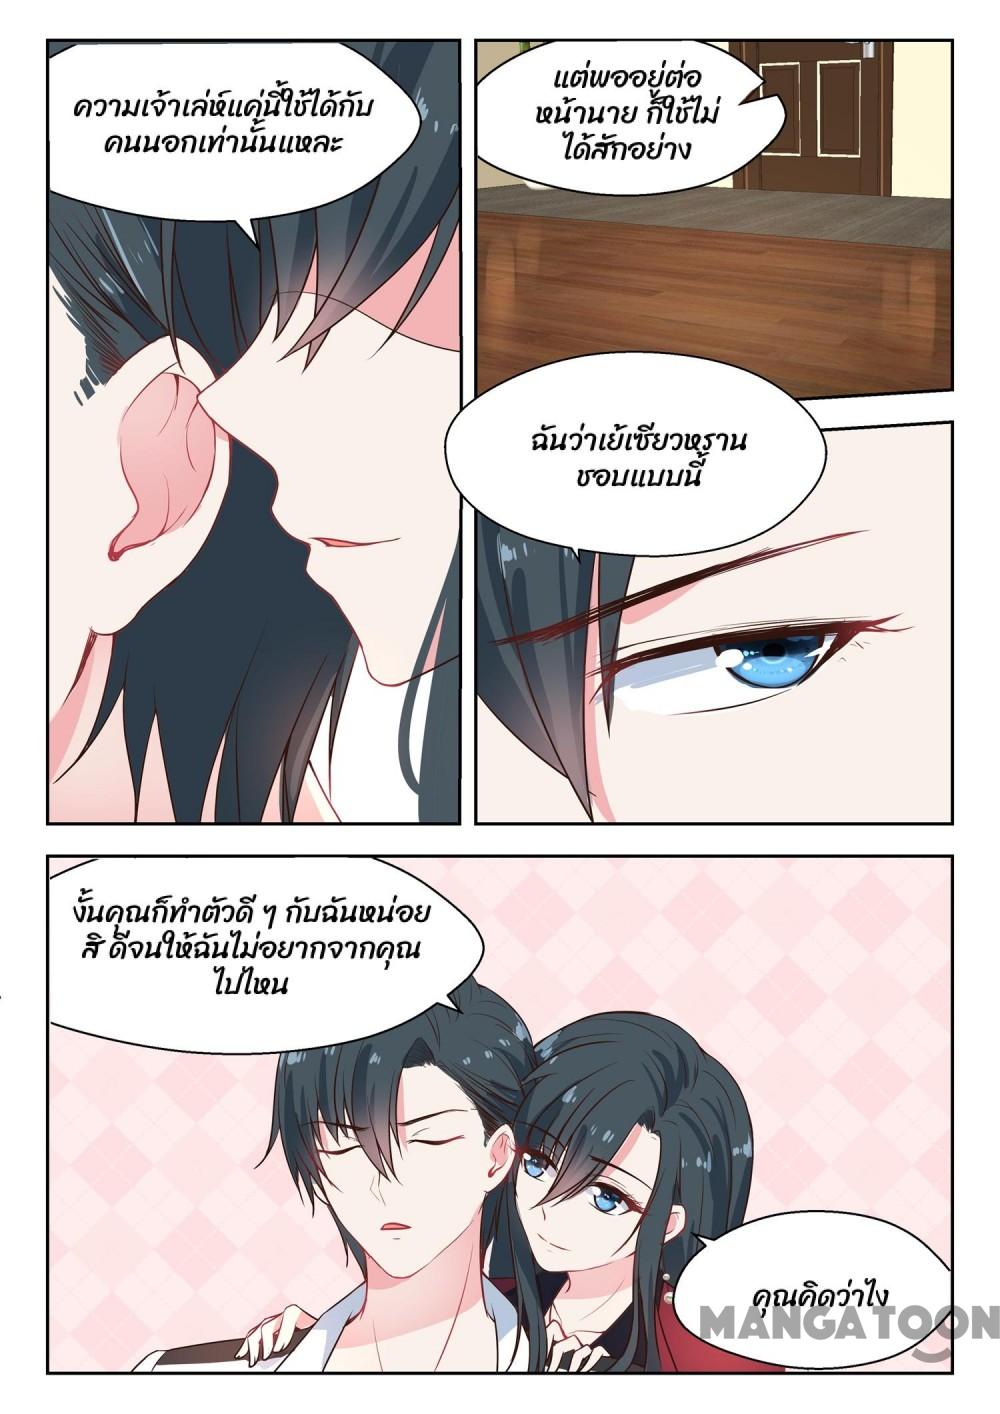 ความเจ้าเล่ห์แค่นี้ใช้ได้กับ
คนนอกเท่านั้นแหละ
แต่พออยู่ต่อ
หน้านาย ก็ใช้ไม่
ได้สักอย่าง
ฉันว่าเย้เซียวหราน
ชอบแบบนี้
งั้นคุณก็ทำตัวดี ๆ กับฉันหน่อย
สิ ดีจนให้ฉันไม่อยากจากคุณ
ไปไหน
คุณคิดว่าไง
MANGATOON